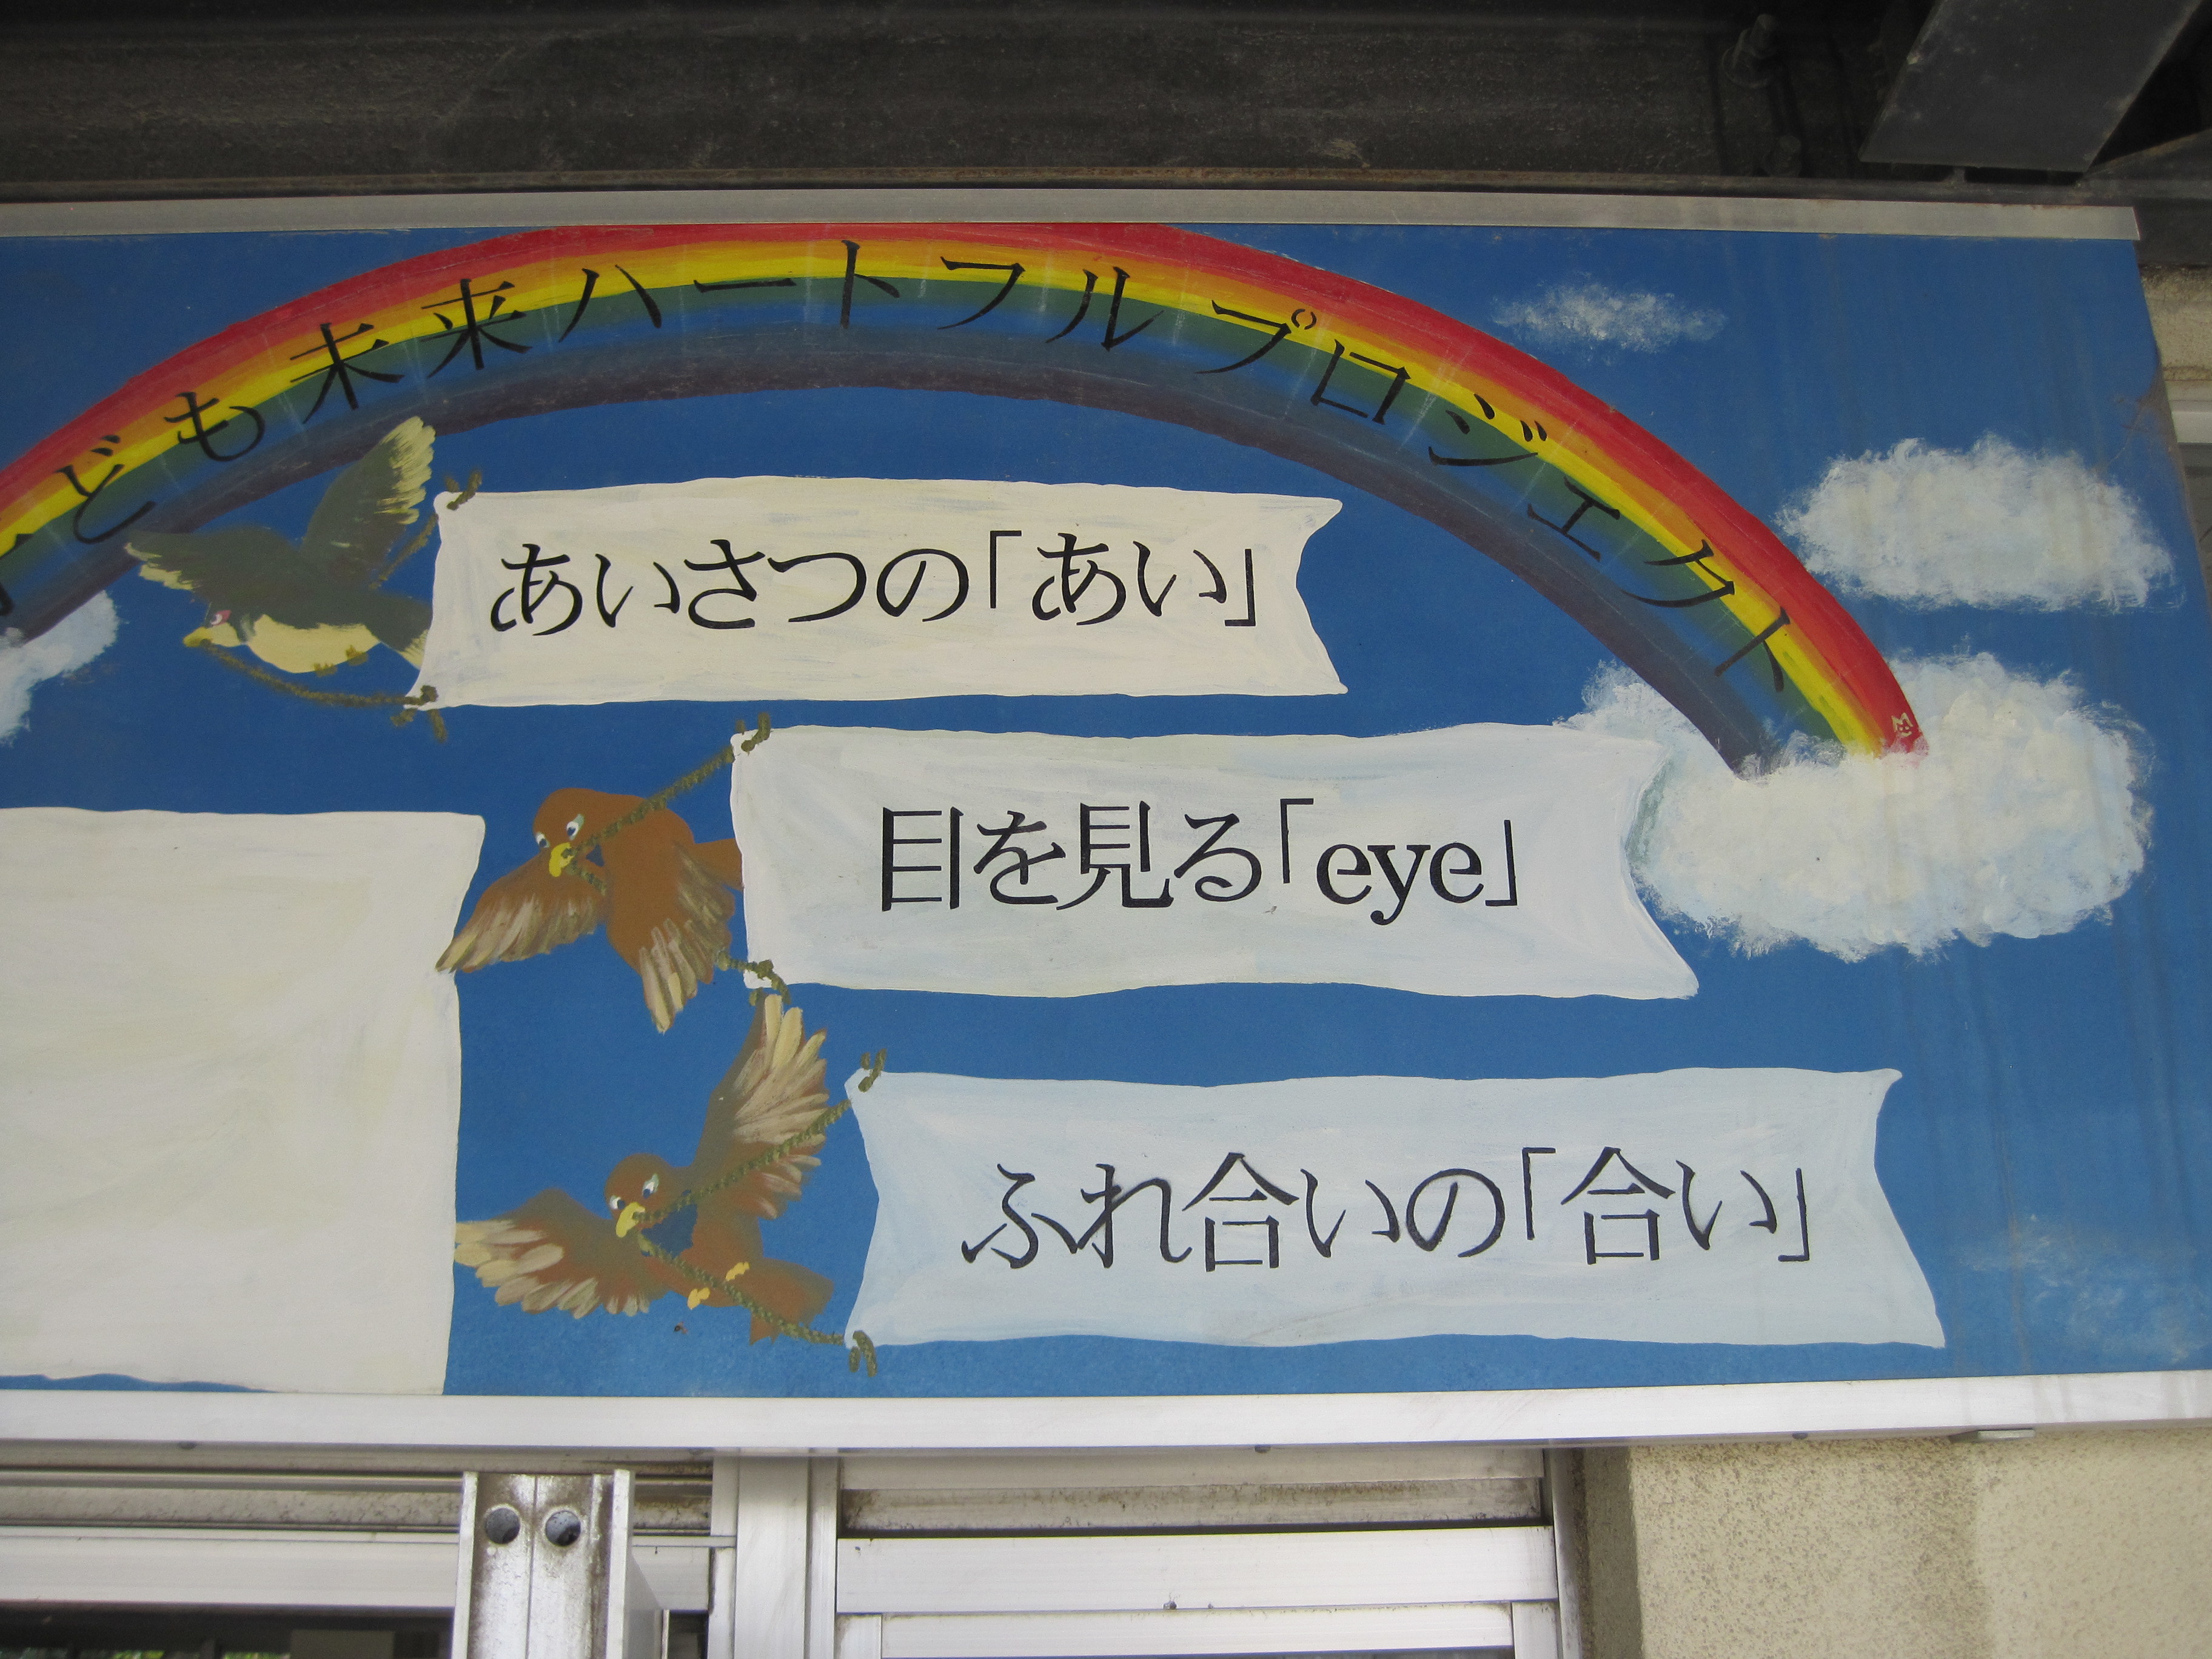 ども未来ハートフルプロジェクト
あいさつの「あい」
目を見る「eye」
ふれ合いの「合い」